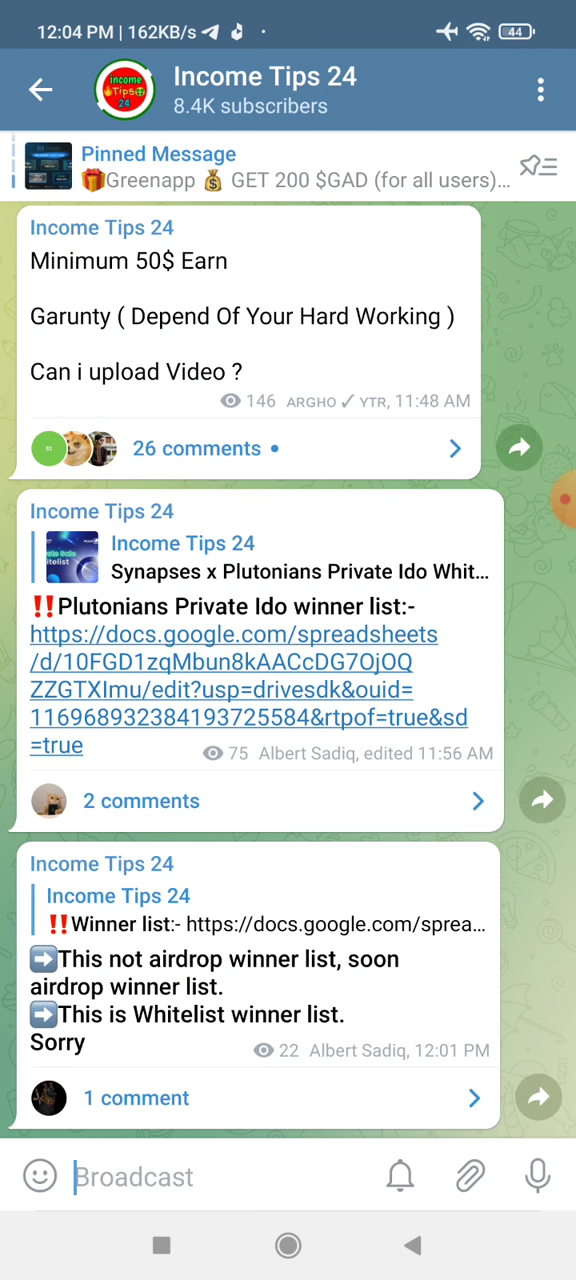 12:04 PM | 162KB/s
44
Income Tips 24
Income Tips 24
8.4K subscribers
Pinned Message
🎁Greenapp 💰 GET 200 $GAD (for all users)...
Income Tips 24
Minimum 50$ Earn
Garunty ( Depend Of Your Hard Working )
Can i upload Video ?
146 ARGHO ✓ YTR, 11:48 AM
26 comments
Income Tips 24
Income Tips 24
Synapses x Plutonians Private Ido Whit...
‼️Plutonians Private Ido winner list:-
https://docs.google.com/spreadsheets
/d/10FGD1zqMbun8kAACcDG7OjOQ
ZZGTXImu/edit?usp=drivesdk&ouid=
116968932384193725584&rtpof=true&sd
=true
75 Albert Sadiq, edited 11:56 AM
2 comments
Income Tips 24
Income Tips 24
‼️Winner list:- https://docs.google.com/sprea...
➡️This not airdrop winner list, soon
airdrop winner list.
➡️This is Whitelist winner list.
Sorry
22 Albert Sadiq, 12:01 PM
1 comment
Broadcast